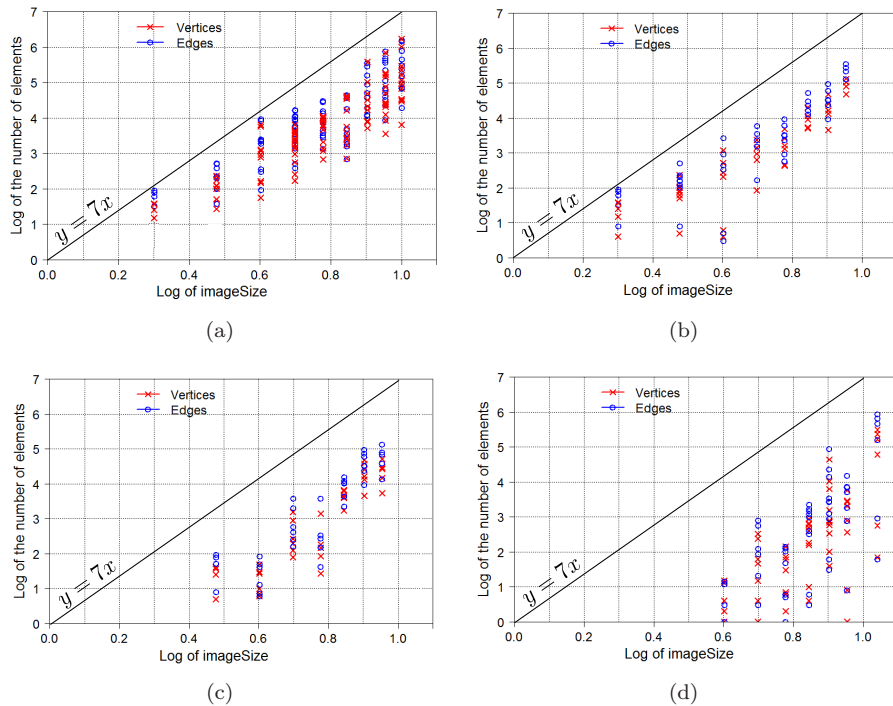 Vertices
Edges
y = 7x
Log of the number of elements
7
6
5
4
3
2
1
0
0.0 0.2 0.4 0.6 0.8 1.0
Log of imageSize
(a)
Vertices
Edges
y = 7x
Log of the number of elements
7
6
5
4
3
2
1
0
0.0 0.2 0.4 0.6 0.8 1.0
Log of imageSize
(b)
Vertices
Edges
y = 7x
Log of the number of elements
7
6
5
4
3
2
1
0
0.0 0.2 0.4 0.6 0.8 1.0
Log of imageSize
(c)
Vertices
Edges
y = 7x
Log of the number of elements
7
6
5
4
3
2
1
0
0.0 0.2 0.4 0.6 0.8 1.0
Log of imageSize
(d)